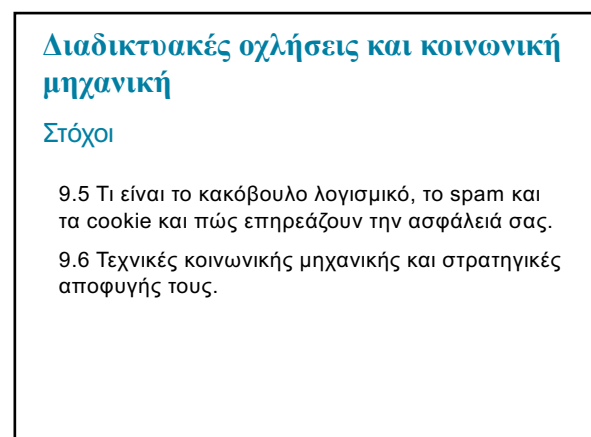 Διαδικτυακές οχλήσεις και κοινωνική
μηχανική
Στόχοι
9.5 Τι είναι το κακόβουλο λογισμικό, το spam και
τα cookie και πώς επηρεάζουν την ασφάλειά σας.
9.6 Τεχνικές κοινωνικής μηχανικής και στρατηγικές
αποφυγής τους.